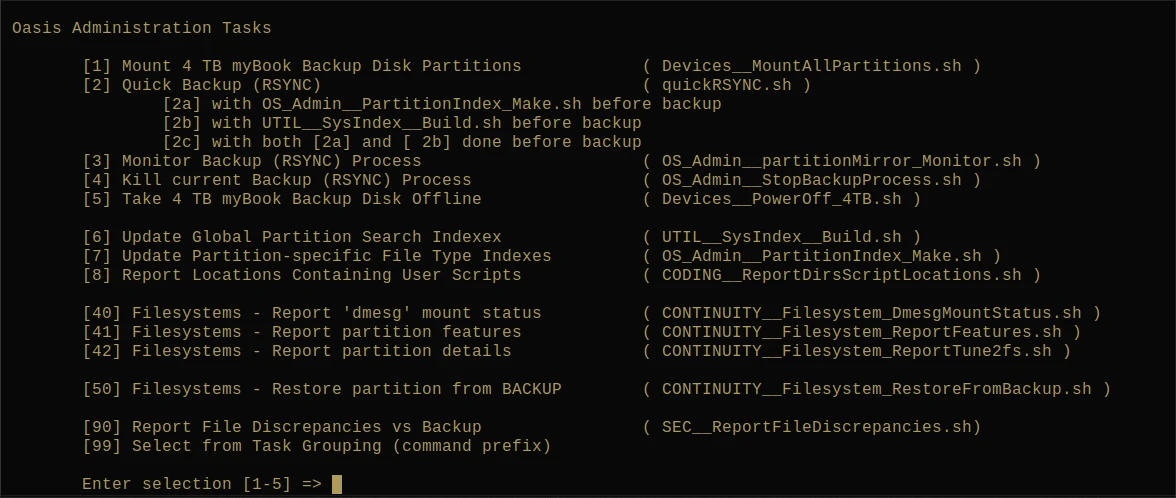 Oasis Administration Tasks
[1] Mount 4 TB myBook Backup Disk Partitions ( Devices__MountAllPartitions.sh )
[2] Quick Backup (RSYNC) ( quickRSYNC.sh )
[2a] with OS_Admin__PartitionIndex_Make.sh before backup
[2b] with UTIL__SysIndex__Build.sh before backup
[2c] with both [2a] and [ 2b] done before backup
[3] Monitor Backup (RSYNC) Process ( OS_Admin__partitionMirror_Monitor.sh )
[4] Kill current Backup (RSYNC) Process ( OS_Admin__StopBackupProcess.sh )
[5] Take 4 TB myBook Backup Disk Offline ( Devices__PowerOff_4TB.sh )
[6] Update Global Partition Search Indexex ( UTIL__SysIndex__Build.sh )
[7] Update Partition-specific File Type Indexes ( OS_Admin__PartitionIndex_Make.sh )
[8] Report Locations Containing User Scripts ( CODING__ReportDirsScriptLocations.sh )
[40] Filesystems - Report 'dmesg' mount status ( CONTINUITY__Filesystem_DmesgMountStatus.sh )
[41] Filesystems - Report partition features ( CONTINUITY__Filesystem_ReportFeatures.sh )
[42] Filesystems - Report partition details ( CONTINUITY__Filesystem_ReportTune2fs.sh )
[50] Filesystems - Restore partition from BACKUP ( CONTINUITY__Filesystem_RestoreFromBackup.sh )
[90] Report File Discrepancies vs Backup ( SEC__ReportFileDiscrepancies.sh)
[99] Select from Task Grouping (command prefix)
Enter selection [1-5] =>